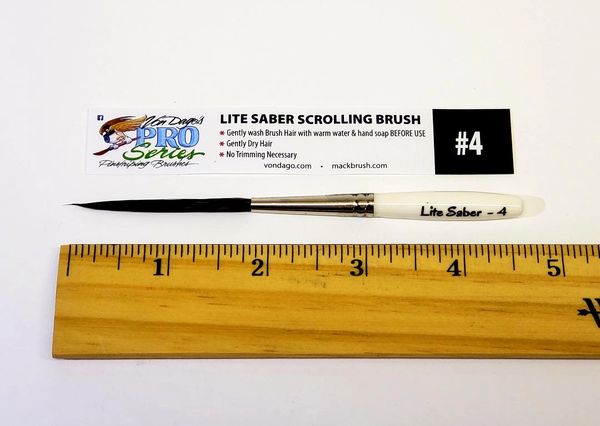 f
Von Dago's
PRO
Series
Pinstriping Brushes
LITE SABER SCROLLING BRUSH
* Gently wash Brush Hair with warm water & hand soap BEFORE USE
* Gently Dry Hair
* No Trimming Necessary
vondago.com • mackbrush.com
#4
Lite Saber - 4
1 2 3 4 5